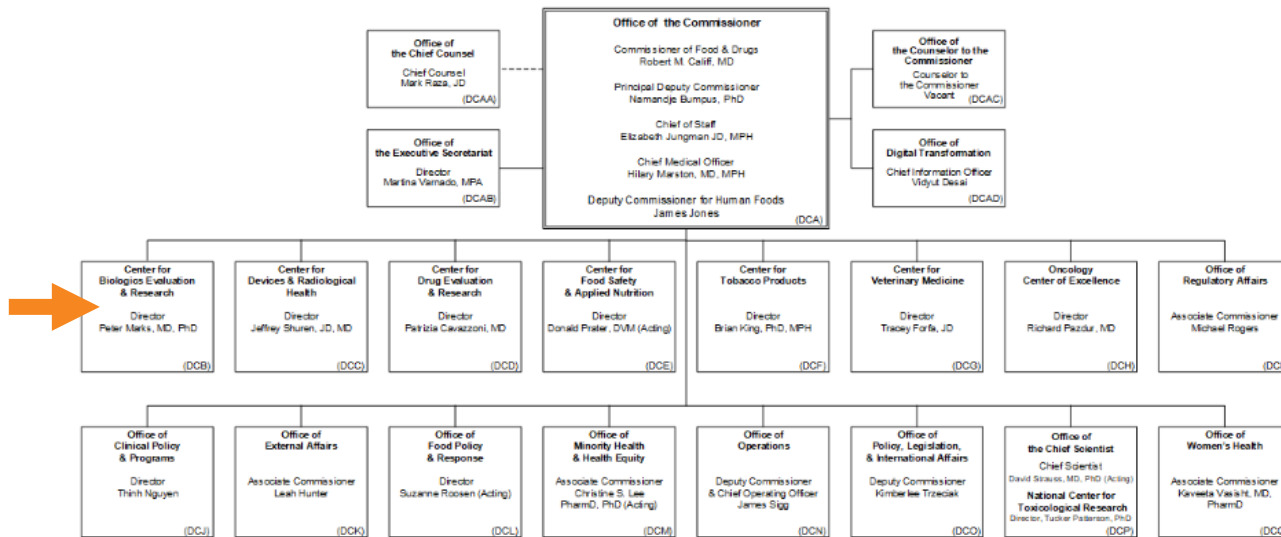 Office of the Commissioner
Commissioner of Food & Drugs
Robert M. Califf, MD
Principal Deputy Commissioner
Namandje Bumpus, PhD
Chief of Staff
Elizabeth Jungman JD, MPH
Chief Medical Officer
Hilary Marston, MD, MPH
Deputy Commissioner for Human Foods
James Jones
(DCA)
Office of
the Chief Counsel
Chief Counsel
Mark Raza, JD
(DCAA)
Office of
the Counselor to the
Commissioner
Counselor to
the Commissioner
Vacant
(DCAC)
Office of
the Executive Secretariat
Director
Martina Varnado, MPA
(DCAB)
Office of
Digital Transformation
Chief Information Officer
Vidyut Desai
(DCAD)
Center for
Biologics Evaluation
& Research
Director
Peter Marks, MD, PhD
(DCB)
Center for
Devices & Radiological
Health
Director
Jeffrey Shuren, JD, MD
(DCC)
Center for
Drug Evaluation
& Research
Director
Patrizia Cavazzoni, MD
(DCD)
Center for
Food Safety
& Applied Nutrition
Director
Donald Prater, DVM (Acting)
(DCE)
Center for
Tobacco Products
Director
Brian King, PhD, MPH
(DCF)
Center for
Veterinary Medicine
Director
Tracey Forfa, JD
(DCG)
Oncology
Center of Excellence
Director
Richard Pazdur, MD
(DCH)
Office of
Regulatory Affairs
Associate Commissioner
Michael Rogers
Office of
Clinical Policy
& Programs
Director
Thinh Nguyen
(DCJ)
Office of
External Affairs
Associate Commissioner
Leah Hunter
(DCK)
Office of
Food Policy
& Response
Director
Suzanne Roosen (Acting)
(DCL)
Office of
Minority Health
& Health Equity
Associate Commissioner
Christine S. Lee
PharmD, PhD (Acting)
(DCM)
Office of
Operations
Deputy Commissioner
& Chief Operating Officer
James Sigg
(DCN)
Office of
Policy, Legislation,
& International Affairs
Deputy Commissioner
Kimberlee Trzeciak
(DCO)
Office of
the Chief Scientist
Chief Scientist
David Strauss, MD, PhD (Acting)
National Center for
Toxicological Research
Director, Tucker Patterson, PhD
(DCP)
Office of
Women's Health
Associate Commissioner
Kaveeta Vasisht, MD,
PharmD